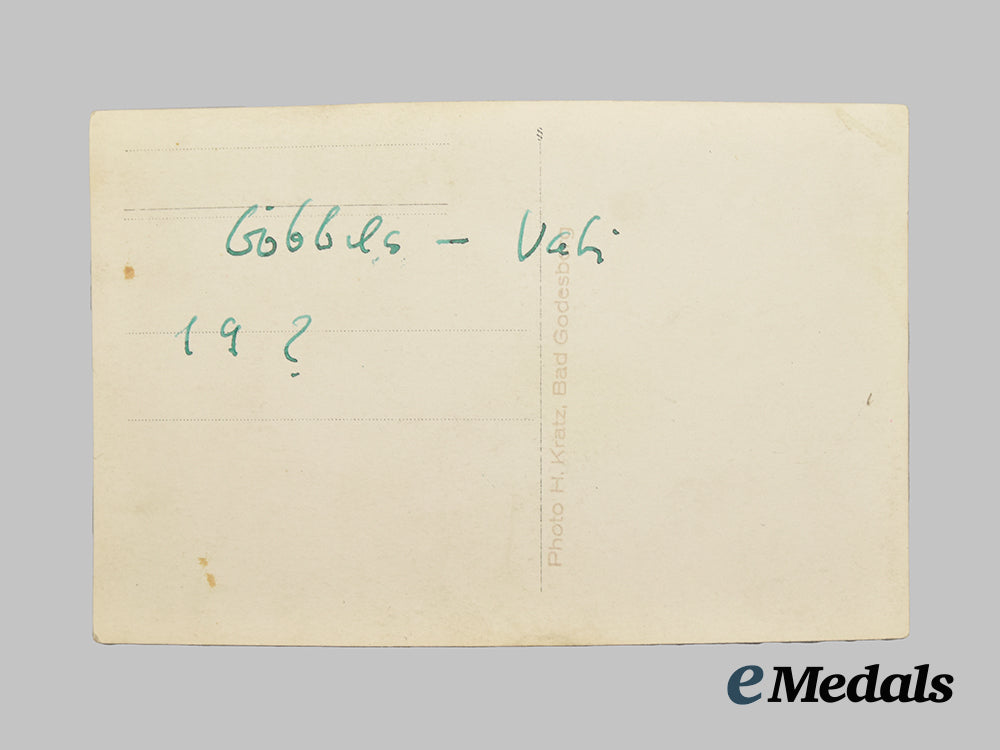 Göbbels – Vati
19 ?
Photo H. Kratz, Bad Godesberg
eMedals